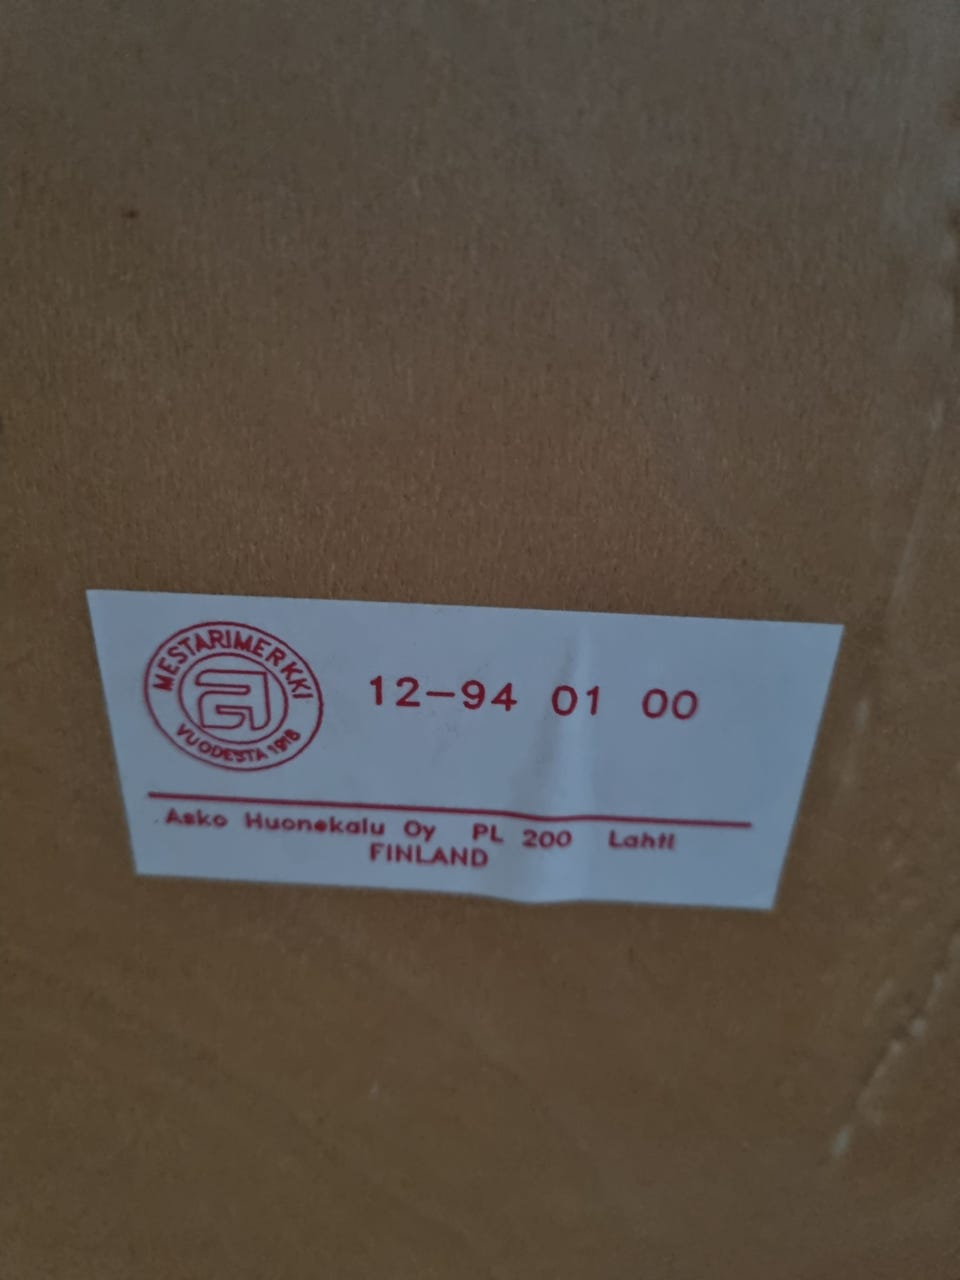 MESTARIMERKKI
VUODESTA 1918
12-94 01 00
Asko Huonekalu Oy PL 200 Lahti
FINLAND